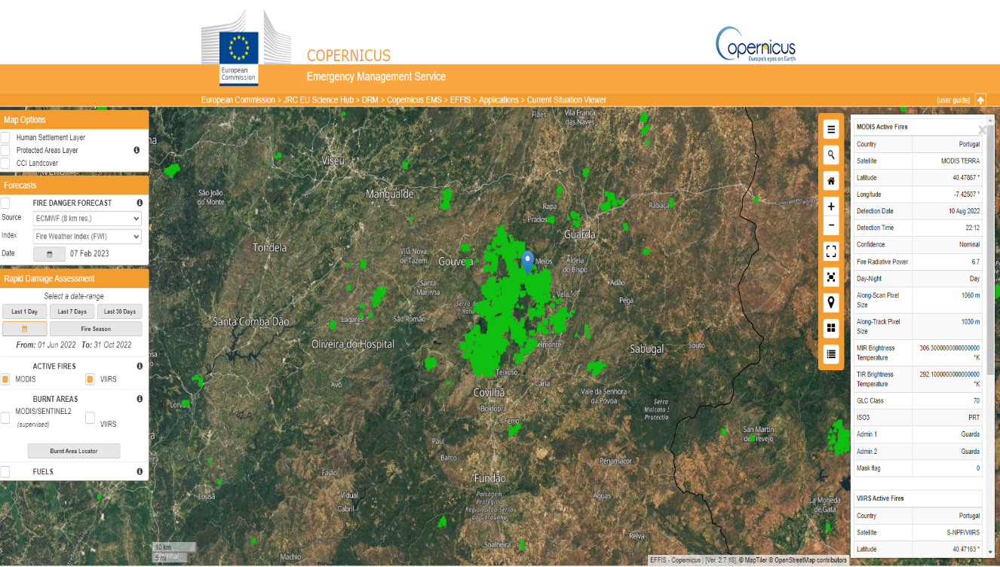 European
Commission
COPERNICUS
Emergency Management Service
opernicus
Europe's eyes on Earth
European Commission > JRC EU Science Hub > DRM > Copernicus EMS > EFFIS > Applications > Current Situation Viewer
[user guide]
Map Options
Human Settlement Layer
Protected Areas Layer
CCI Landcover
Forecasts
FIRE DANGER FORECAST
Source
ECMWF (8 km res.)
Index
Fire Weather Index (FWI)
Date
07 Feb 2023
Rapid Damage Assessment
Select a date-range
Last 1 Day
Last 7 Days
Last 30 Days
Fire Season
From: 01 Jun 2022 To: 31 Oct 2022
ACTIVE FIRES
MODIS
VIIRS
BURNT AREAS
MODIS/SENTINEL2
(supervised)
VIIRS
Burnt Area Locator
FUELS
Fiães
Vila Franca
das Naves
Viseu
São João
do Monte
Mangualde
Rapa
Prados
Rabaça
Guarda
Tondela
Vila Nova
de Tazem
Gouveia
Meios
Aldeia
do Bispo
Santa
Marinha
Vela
Adão
Pega
Serra d
Natur
Santa Comba Dão
Lagares
São Romão
Oliveira do Hospital
elmonte
Sabugal
Souto
Teixoso
Avô
Covilhã
Caria
Lorvão
Boidobra
Vale da Senhora
da Póvoa
Serra
Malcata
Protectio
Ferro
San Martín
de Trevejo
Paul
Barco
Penamacor
Fajão
Fundão
Lousã
Vidual
Cabril
Paisagem
Protegida
Regional da Serra
da Gardunha
Aguas
La Moheda
de Gata
Relva
Soalheira
Machio
10 km
5 mi
EFFIS - Copernicus | [Ver. 2.7.18], © MapTiler © OpenStreetMap contributors
MODIS Active Fires
Country Portugal
Satellite MODIS TERRA
Latitude 40.47867 °
Longitude -7.42507 °
Detection Date 10 Aug 2022
Detection Time 22:12
Confidence Nominal
Fire Radiative Power 6.7
Day-Night Day
Along-Scan Pixel 1060 m
Size
Along-Track Pixel 1030 m
Size
MIR Brightness 306.3000000000000000
Temperature °K
TIR Brightness 292.1000000000000000
Temperature °K
GLC Class 70
ISO3 PRT
Admin 1 Guarda
Admin 2 Guarda
Mask flag 0
VIIRS Active Fires
Country Portugal
Satellite S-NPP/VIIRS
Latitude 40.47163 °